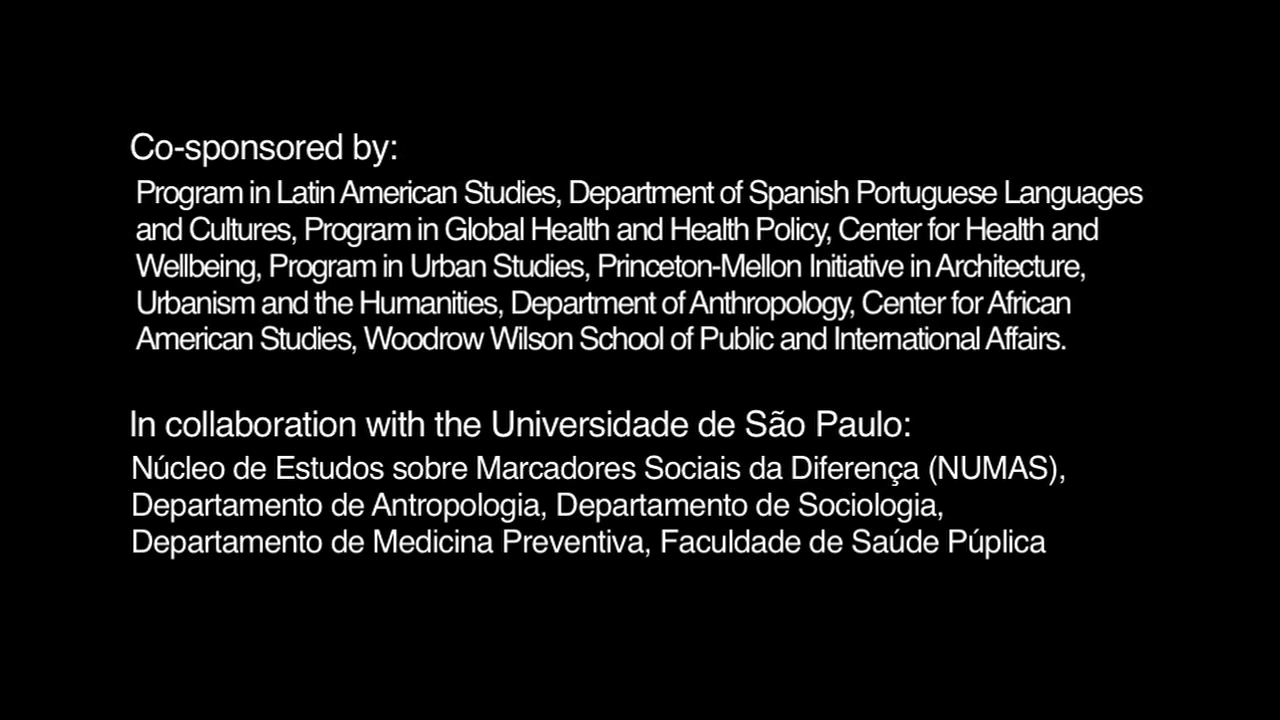 Co-sponsored by:
Program in Latin American Studies, Department of Spanish Portuguese Languages
and Cultures, Program in Global Health and Health Policy, Center for Health and
Wellbeing, Program in Urban Studies, Princeton-Mellon Initiative in Architecture,
Urbanism and the Humanities, Department of Anthropology, Center for African
American Studies, Woodrow Wilson School of Public and International Affairs.
In collaboration with the Universidade de São Paulo:
Núcleo de Estudos sobre Marcadores Sociais da Diferença (NUMAS),
Departamento de Antropologia, Departamento de Sociologia,
Departamento de Medicina Preventiva, Faculdade de Saúde Púplica